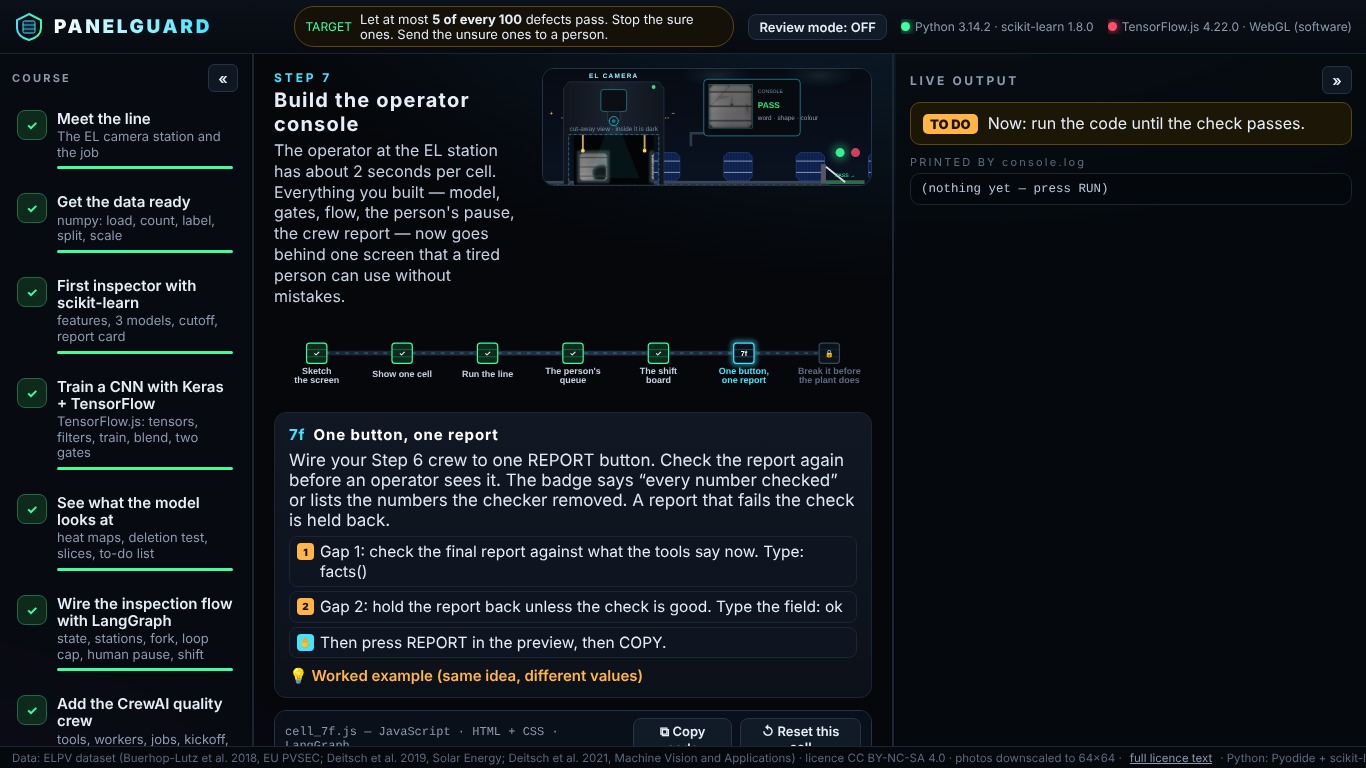 PANELGUARD
TARGET
Let at most 5 of every 100 defects pass. Stop the sure
ones. Send the unsure ones to a person.
Review mode: OFF
Python 3.14.2 · scikit-learn 1.8.0
TensorFlow.js 4.22.0 · WebGL (software)
COURSE
«
Meet the line
The EL camera station and
the job
Get the data ready
numpy: load, count, label,
split, scale
First inspector with
scikit-learn
features, 3 models, cutoff,
report card
Train a CNN with Keras
+ TensorFlow
TensorFlow.js: tensors,
filters, train, blend, two
gates
See what the model
looks at
heat maps, deletion test,
slices, to-do list
Wire the inspection flow
with LangGraph
state, stations, fork, loop
cap, human pause, shift
Add the CrewAI quality
crew
tools, workers, jobs, kickoff,
STEP 7
Build the operator
console
The operator at the EL station
has about 2 seconds per cell.
Everything you built — model,
gates, flow, the person's pause,
the crew report — now goes
behind one screen that a tired
person can use without
mistakes.
EL CAMERA
cut-away view · inside it is dark
CONSOLE
PASS
word · shape · colour
Sketch
the screen
Show one cell
Run the line
The person's
queue
The shift
board
7f
One button,
one report
Break it before
the plant does
7f One button, one report
Wire your Step 6 crew to one REPORT button. Check the report again
before an operator sees it. The badge says “every number checked”
or lists the numbers the checker removed. A report that fails the check
is held back.
1 Gap 1: check the final report against what the tools say now. Type:
facts()
2 Gap 2: hold the report back unless the check is good. Type the field: ok
Then press REPORT in the preview, then COPY.
Worked example (same idea, different values)
cell_7f.js — JavaScript · HTML + CSS ·
LangGraph
Copy
Reset this
LIVE OUTPUT
»
TO DO Now: run the code until the check passes.
PRINTED BY console.log
(nothing yet — press RUN)
Data: ELPV dataset (Buerhop-Lutz et al. 2018, EU PVSEC; Deitsch et al. 2019, Solar Energy; Deitsch et al. 2021, Machine Vision and Applications) · licence CC BY-NC-SA 4.0 · photos downscaled to 64×64 · full licence text · Python: Pyodide + scikit-l